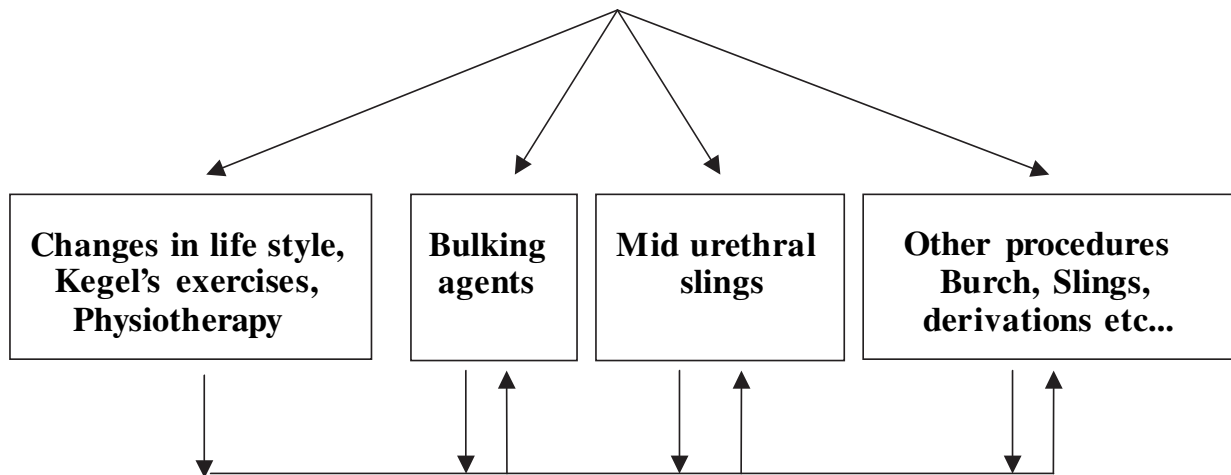 Changes in life style,
Kegel's exercises,
Physiotherapy
Bulking
agents
Mid urethral
slings
Other procedures
Burch, Slings,
derivations etc...